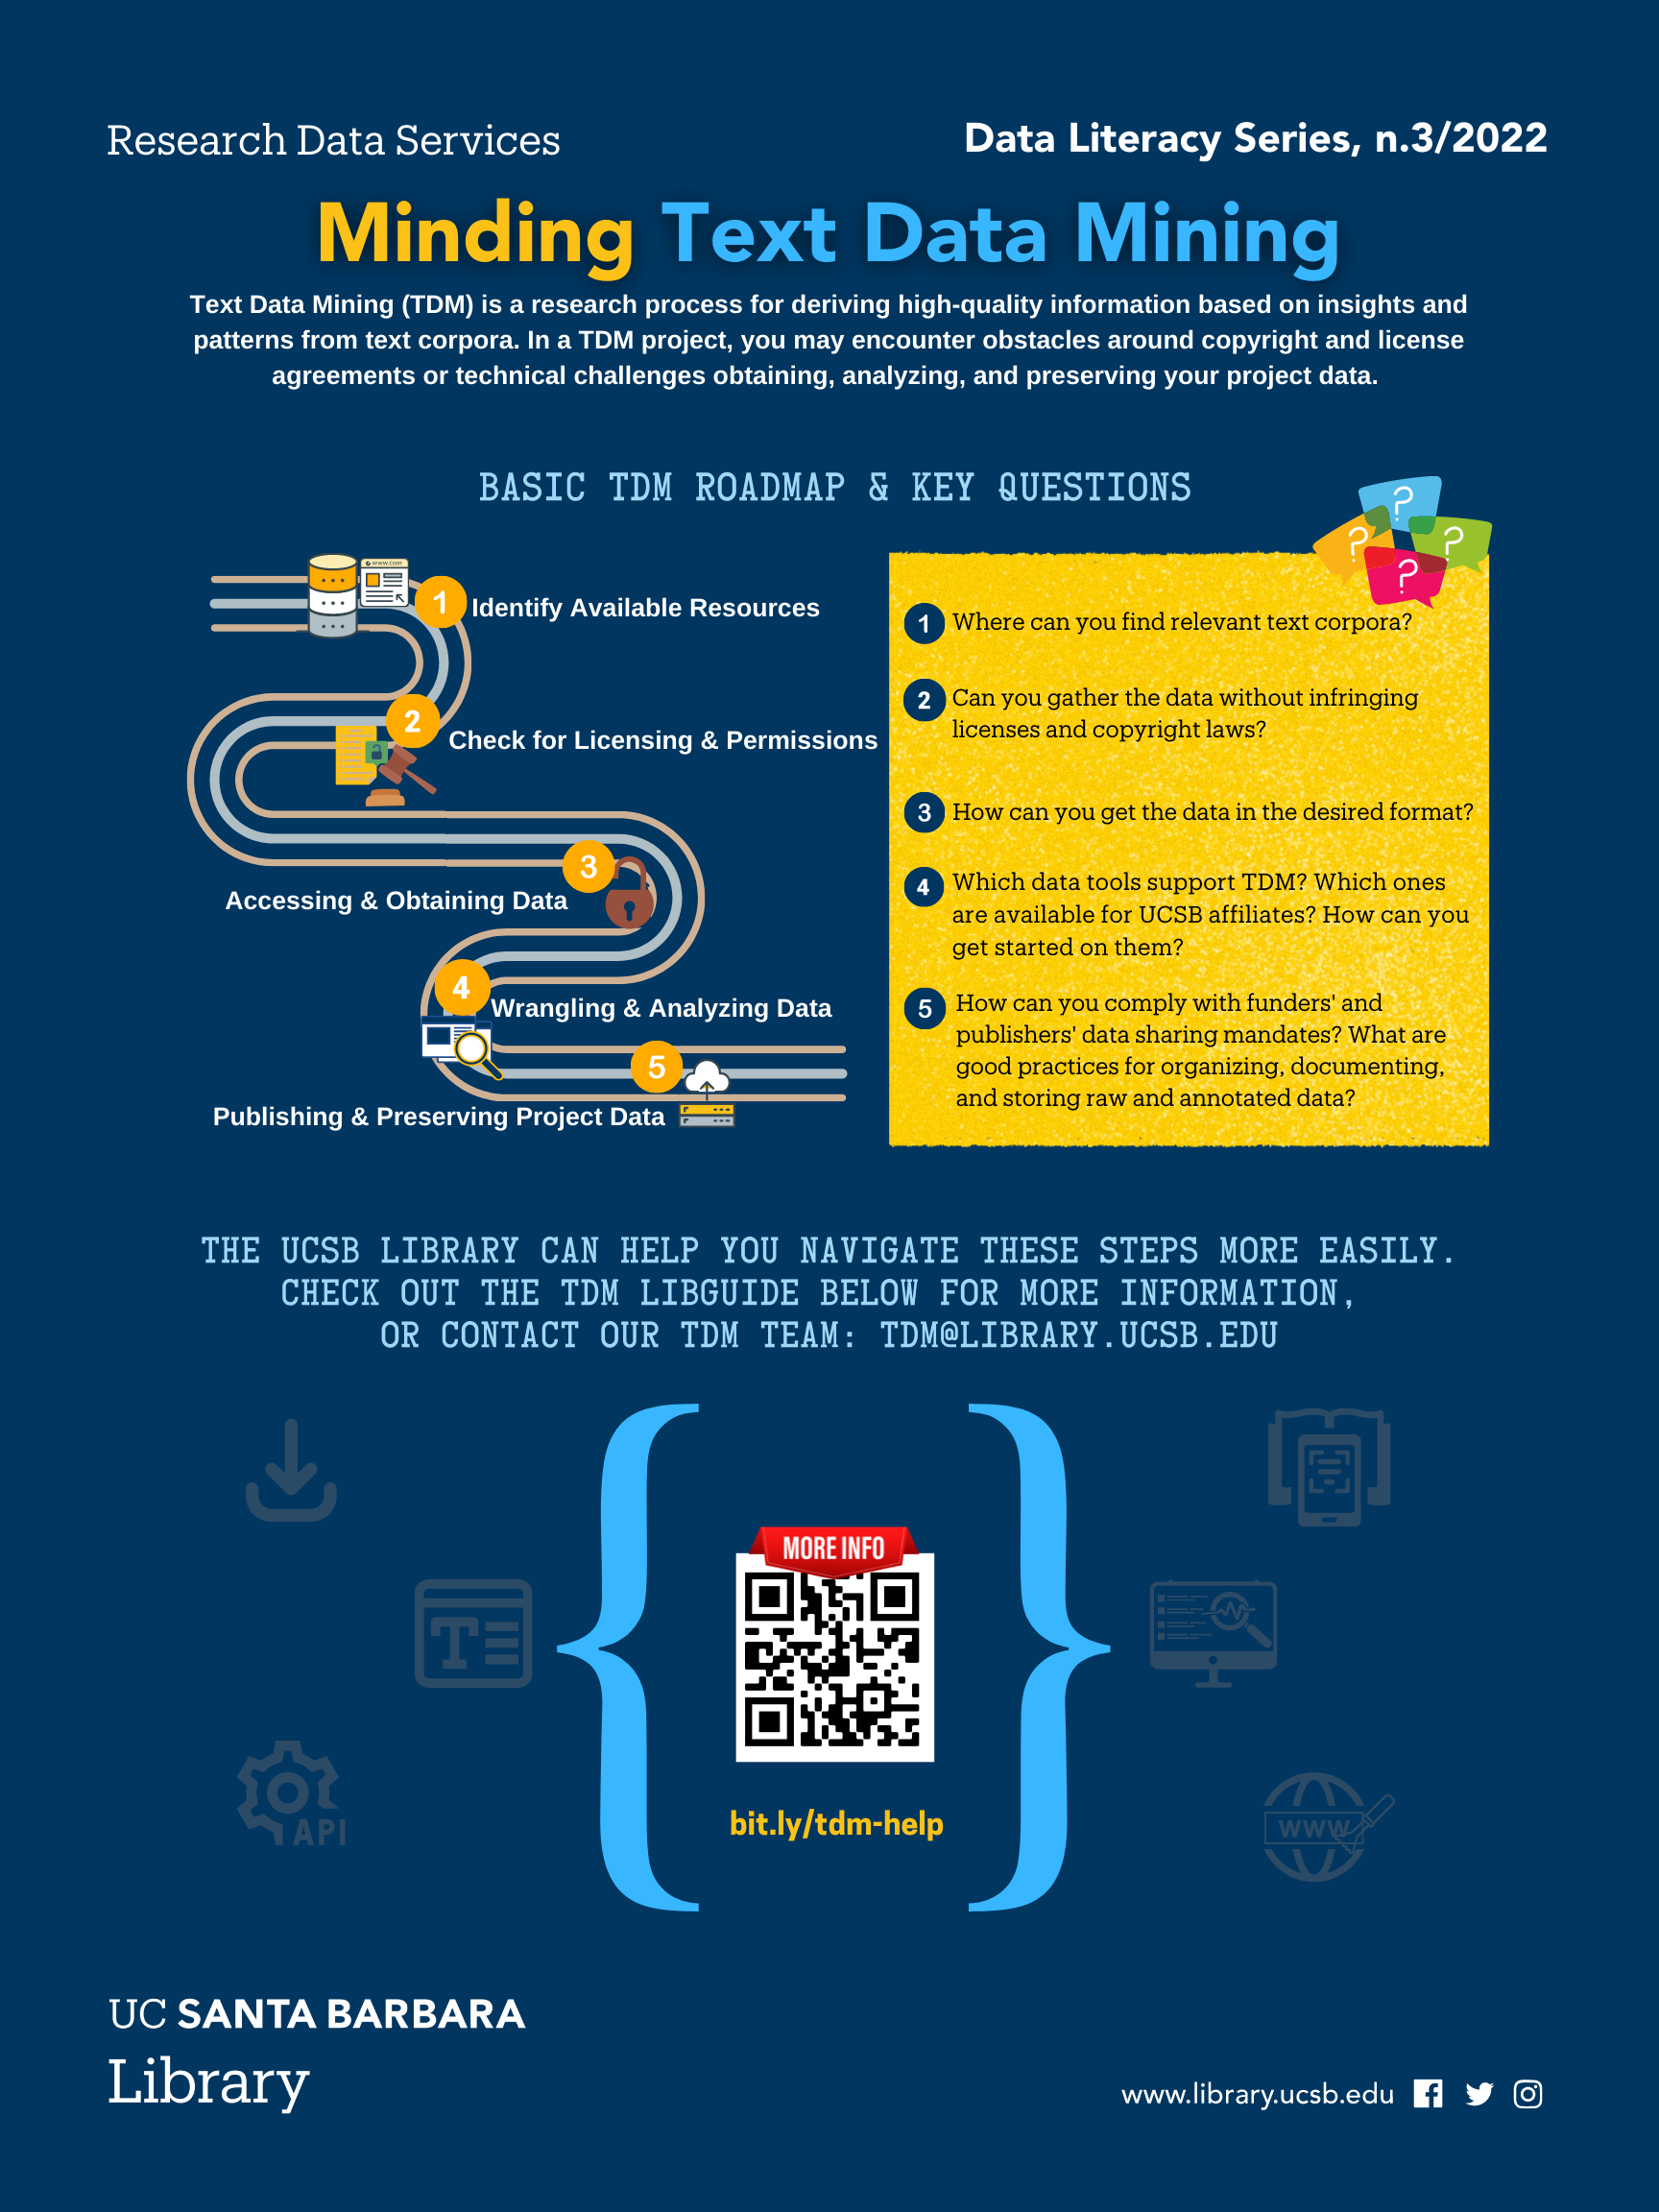 Research Data Services
Data Literacy Series, n.3/2022
Minding Text Data Mining
Text Data Mining (TDM) is a research process for deriving high-quality information based on insights and
patterns from text corpora. In a TDM project, you may encounter obstacles around copyright and license
agreements or technical challenges obtaining, analyzing, and preserving your project data.
BASIC TDM ROADMAP & KEY QUESTIONS
www.com
1 Identify Available Resources
2 Check for Licensing & Permissions
3
Accessing & Obtaining Data
4
Wrangling & Analyzing Data
5
Publishing & Preserving Project Data
? ? ? ?
1 Where can you find relevant text corpora?
2 Can you gather the data without infringing
licenses and copyright laws?
3 How can you get the data in the desired format?
4 Which data tools support TDM? Which ones
are available for UCSB affiliates? How can you
get started on them?
5 How can you comply with funders' and
publishers' data sharing mandates? What are
good practices for organizing, documenting,
and storing raw and annotated data?
THE UCSB LIBRARY CAN HELP YOU NAVIGATE THESE STEPS MORE EASILY.
CHECK OUT THE TDM LIBGUIDE BELOW FOR MORE INFORMATION,
OR CONTACT OUR TDM TEAM: TDM@LIBRARY.UCSB.EDU
MORE INFO
T
API
WWW
bit.ly/tdm-help
UC SANTA BARBARA
Library
www.library.ucsb.edu